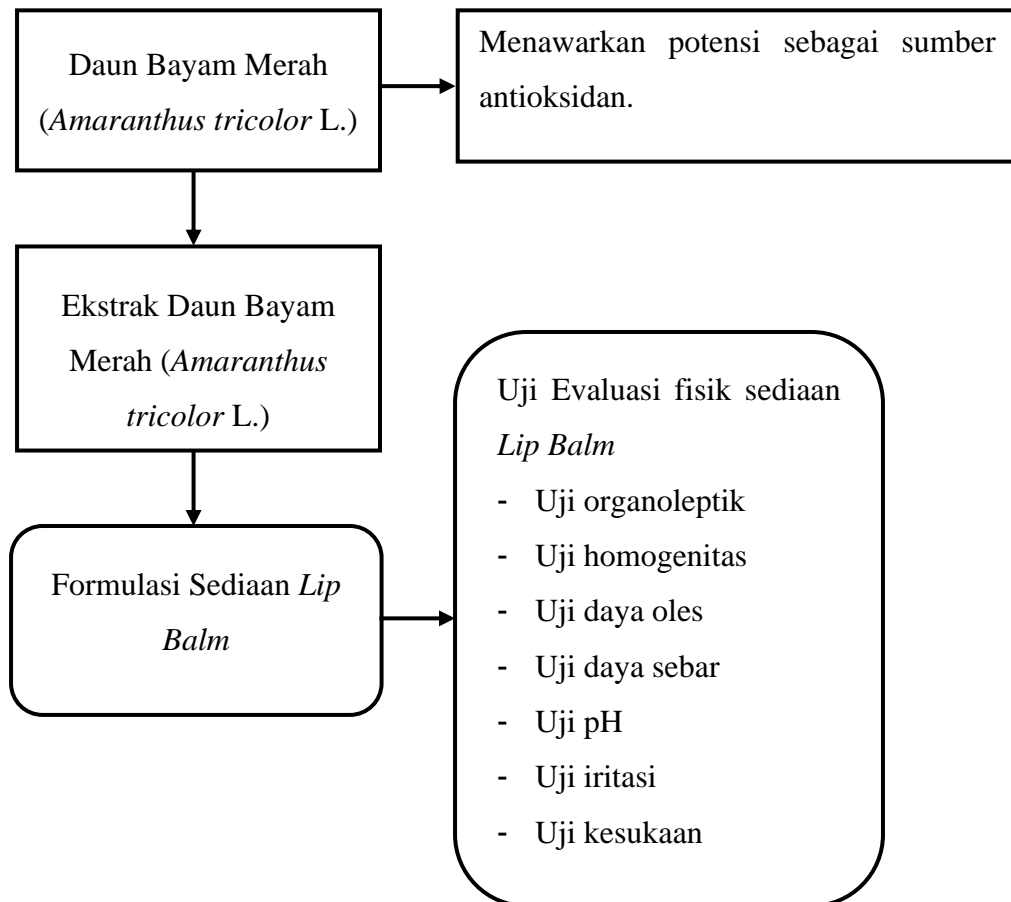 Daun Bayam Merah
(Amaranthus tricolor L.)
Menawarkan potensi sebagai sumber
antioksidan.
Ekstrak Daun Bayam
Merah (Amaranthus
tricolor L.)
Formulasi Sediaan Lip
Balm
Uji Evaluasi fisik sediaan
Lip Balm
- Uji organoleptik
- Uji homogenitas
- Uji daya oles
- Uji daya sebar
- Uji pH
- Uji iritasi
- Uji kesukaan